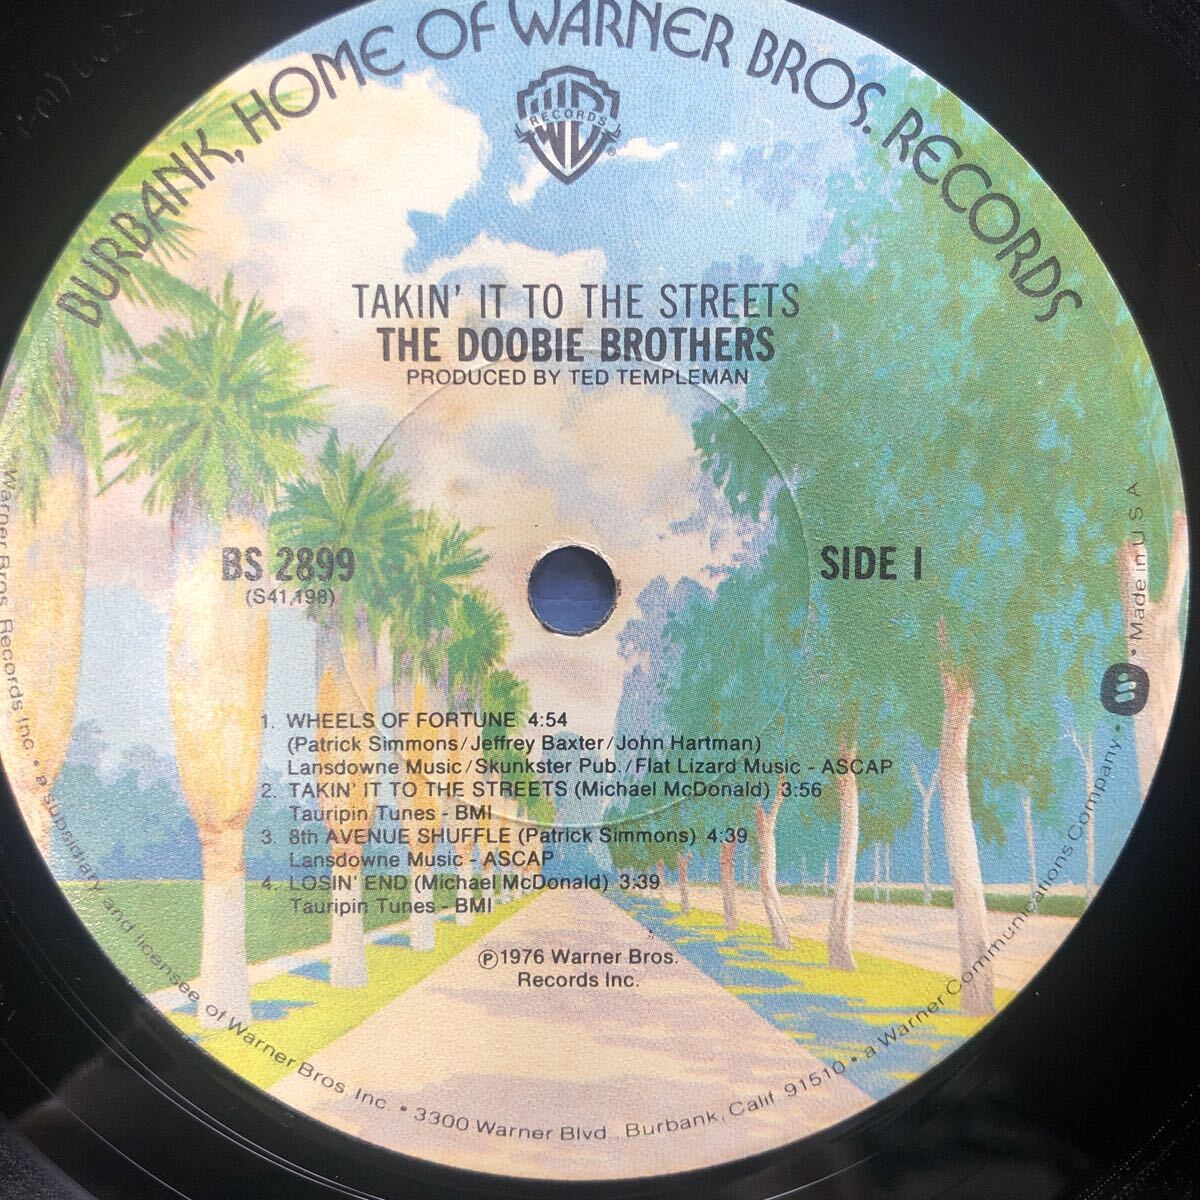 BURBANK, HOME OF WARNER BROS. RECORDS
RECORDS
TAKIN' IT TO THE STREETS
THE DOOBIE BROTHERS
PRODUCED BY TED TEMPLEMAN
BS 2899
(S41,198)
SIDE 1
1. WHEELS OF FORTUNE 4:54
(Patrick Simmons/Jeffrey Baxter/John Hartman)
Lansdowne Music/Skunkster Pub./Flat Lizard Music - ASCAP
2. TAKIN' IT TO THE STREETS (Michael McDonald) 3:56
Tauripin Tunes - BMI
3. 8th AVENUE SHUFFLE (Patrick Simmons) 4:39
Lansdowne Music - ASCAP
4. LOSIN' END (Michael McDonald) 3:39
Tauripin Tunes - BMI
℗1976 Warner Bros.
Records Inc.
Warner Bros. Records Inc. • a subsidiary and licensee of Warner Bros. Inc. • 3300 Warner Blvd., Burbank, Calif. 91510 • a Warner Communications Company • Made in U S A